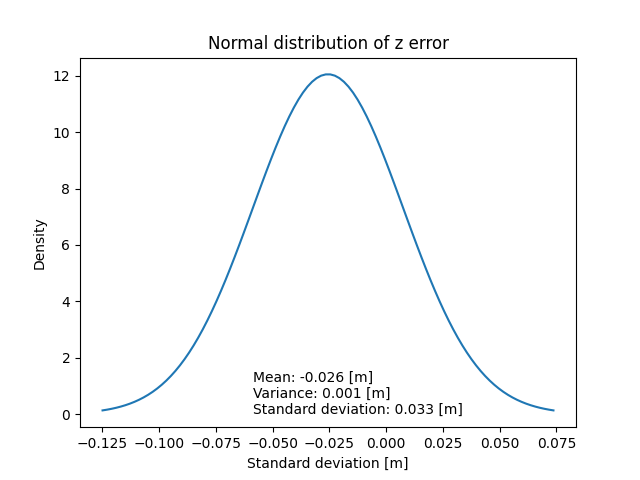 Normal distribution of z error
12
10
8
6
4
2
0
Density
Mean: -0.026 [m]
Variance: 0.001 [m]
Standard deviation: 0.033 [m]
−0.125 −0.100 −0.075 −0.050 −0.025 0.000 0.025 0.050 0.075
Standard deviation [m]